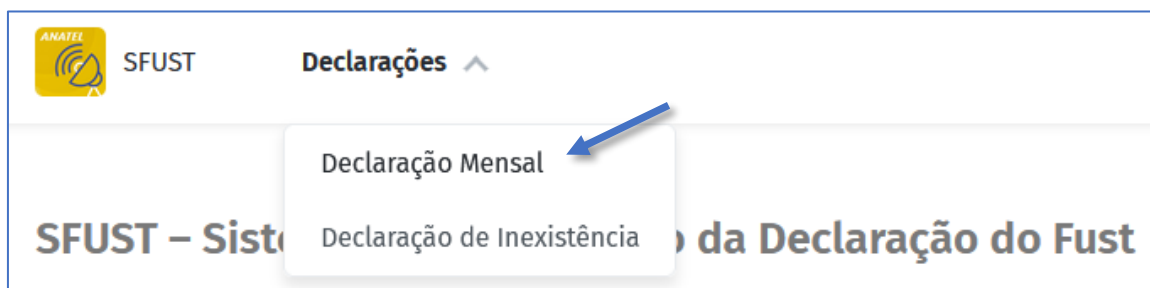 ANATEL
SFUST Declarações
Declaração Mensal
Declaração de Inexistência
SFUST – Sist da Declaração do Fust